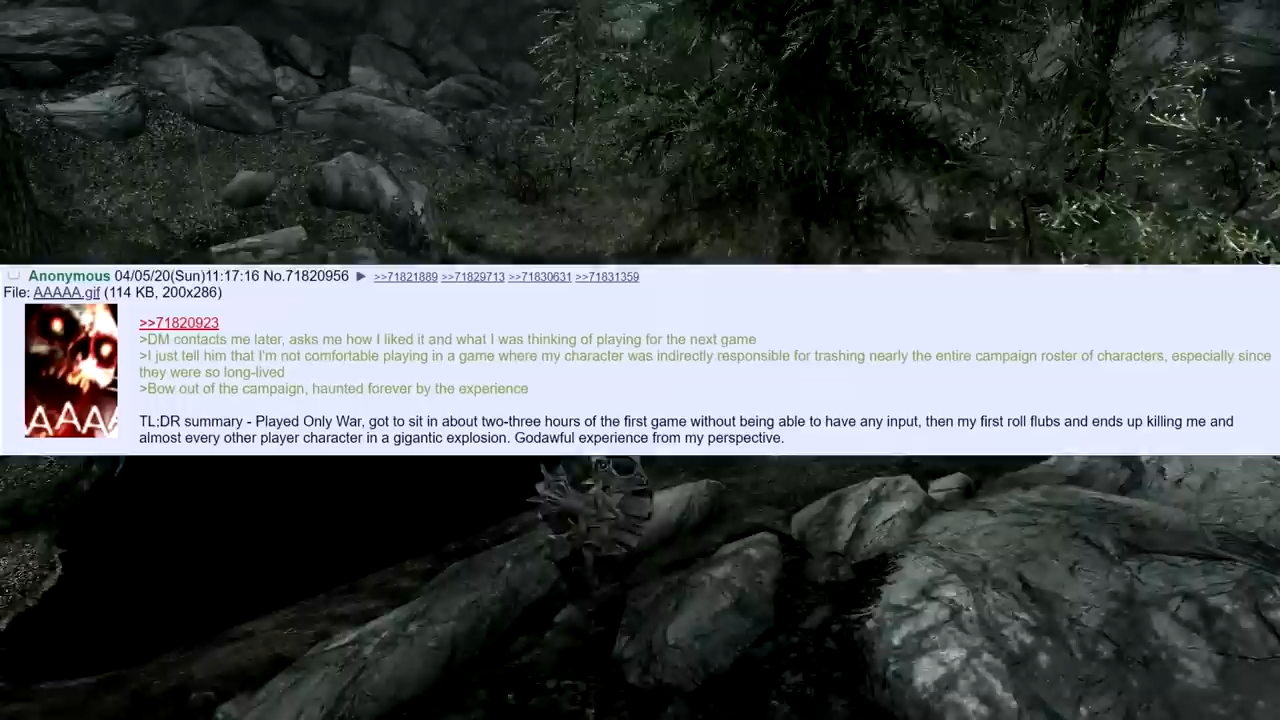 Anonymous 04/05/20(Sun)11:17:16 No.71820956 ▶ >>71821889 >>71829713 >>71830631 >>71831359
File: AAAAA.gif (114 KB, 200x286)
AAAA
>>71820923
>DM contacts me later, asks me how I liked it and what I was thinking of playing for the next game
>I just tell him that I'm not comfortable playing in a game where my character was indirectly responsible for trashing nearly the entire campaign roster of characters, especially since
they were so long-lived
>Bow out of the campaign, haunted forever by the experience
TL;DR summary - Played Only War, got to sit in about two-three hours of the first game without being able to have any input, then my first roll flubs and ends up killing me and
almost every other player character in a gigantic explosion. Godawful experience from my perspective.